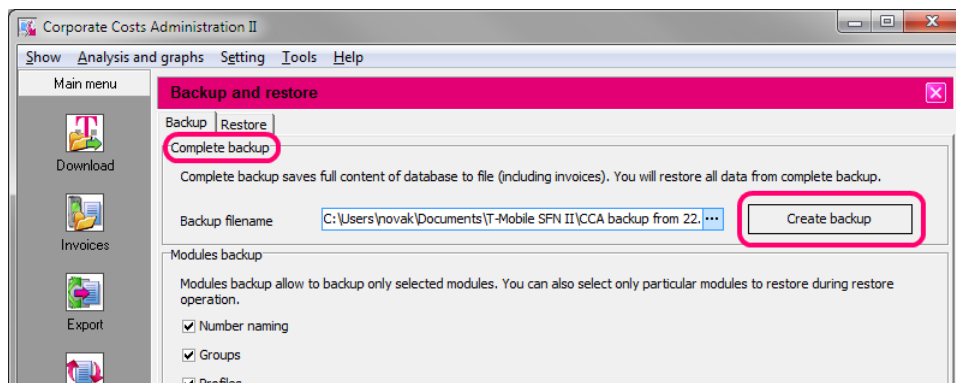 Corporate Costs Administration II
Show Analysis and graphs Setting Tools Help
Main menu
Backup and restore
Backup Restore
Download
Complete backup
Complete backup saves full content of database to file (including invoices). You will restore all data from complete backup.
Backup filename C:\Users\novak\Documents\T-Mobile SFN II\CCA backup from 22. ... Create backup
Invoices
Modules backup
Modules backup allow to backup only selected modules. You can also select only particular modules to restore during restore
operation.
Export
Number naming
Groups
Profiles